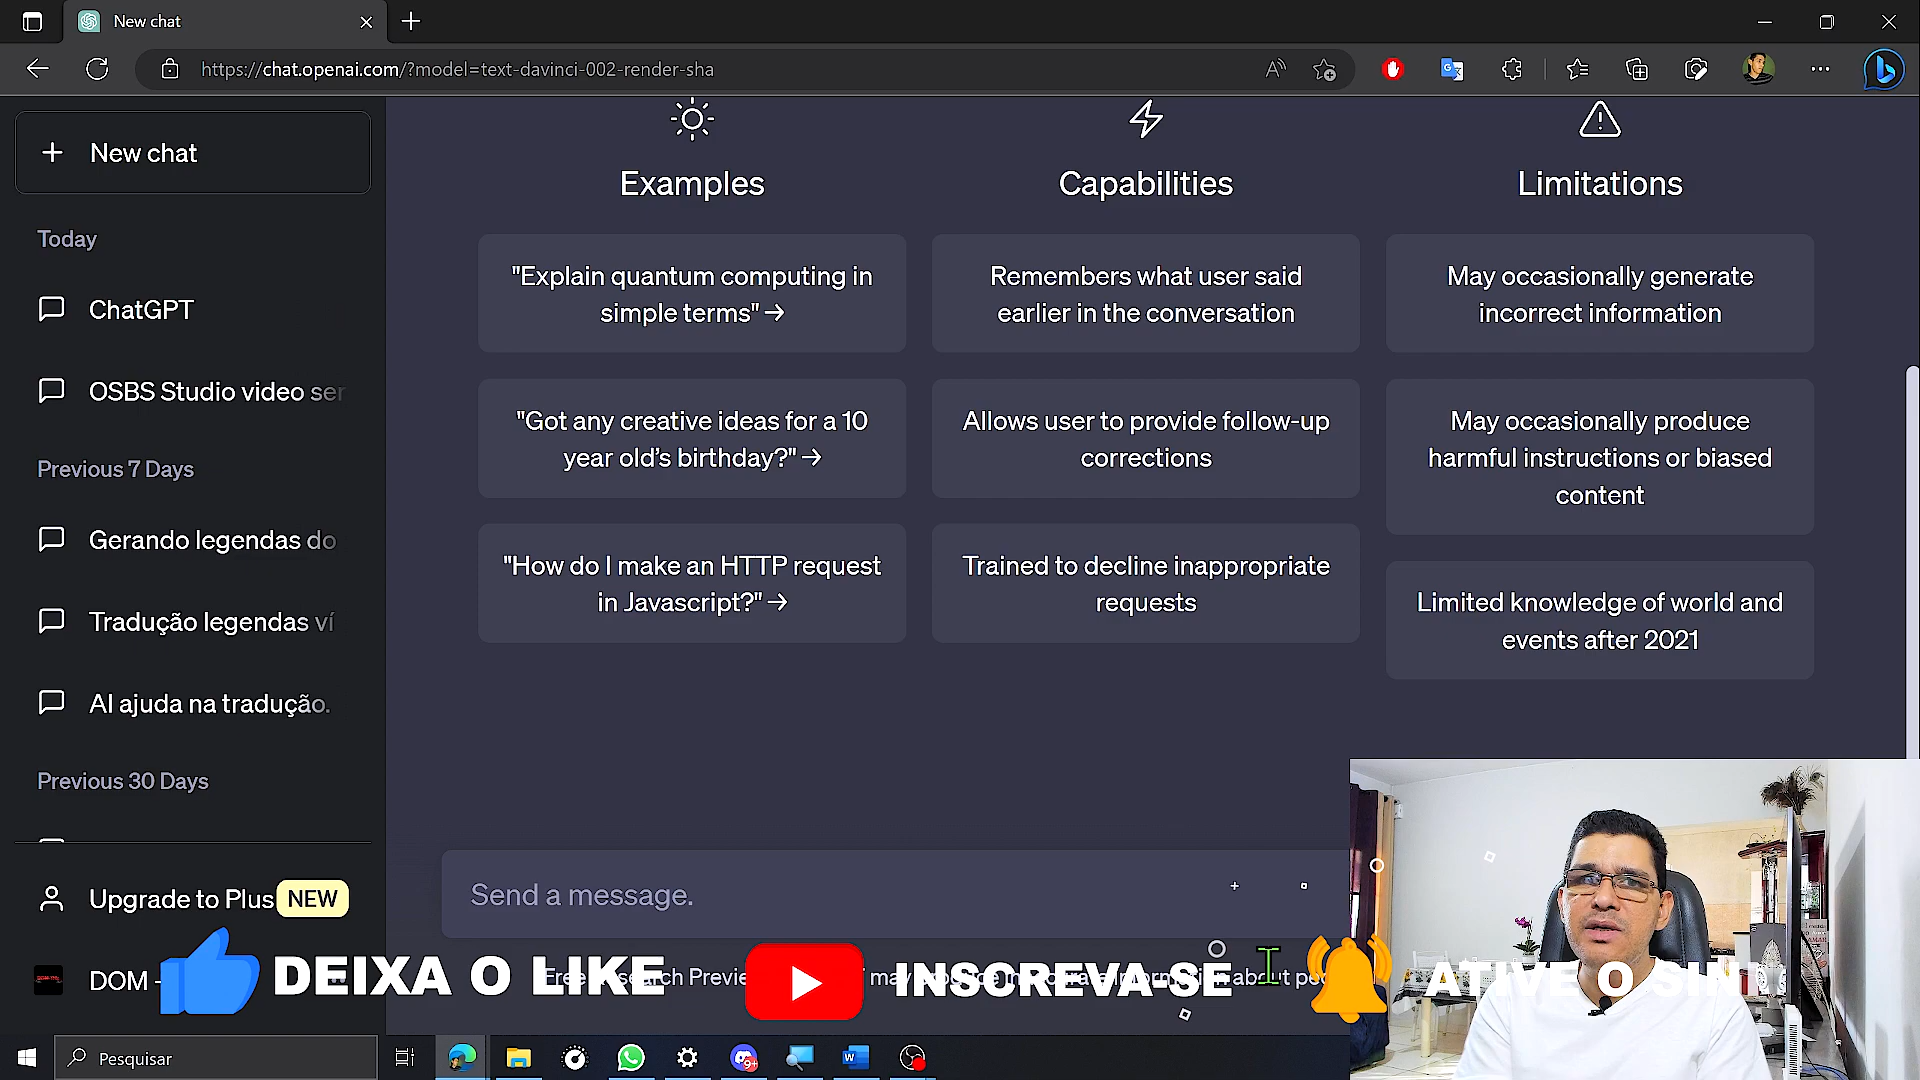 New chat
https://chat.openai.com/?model=text-davinci-002-render-sha
New chat
Today
ChatGPT
OSBS Studio video ser
Previous 7 Days
Gerando legendas do
Tradução legendas ví
AI ajuda na tradução.
Previous 30 Days
Upgrade to Plus NEW
DOM -
Examples
"Explain quantum computing in
simple terms" →
"Got any creative ideas for a 10
year old's birthday?" →
"How do I make an HTTP request
in Javascript?" →
Capabilities
Remembers what user said
earlier in the conversation
Allows user to provide follow-up
corrections
Trained to decline inappropriate
requests
Limitations
May occasionally generate
incorrect information
May occasionally produce
harmful instructions or biased
content
Limited knowledge of world and
events after 2021
Send a message.
DEIXA O LIKE
INSCREVA-SE
ATIVE O SIN
Pesquisar
9+